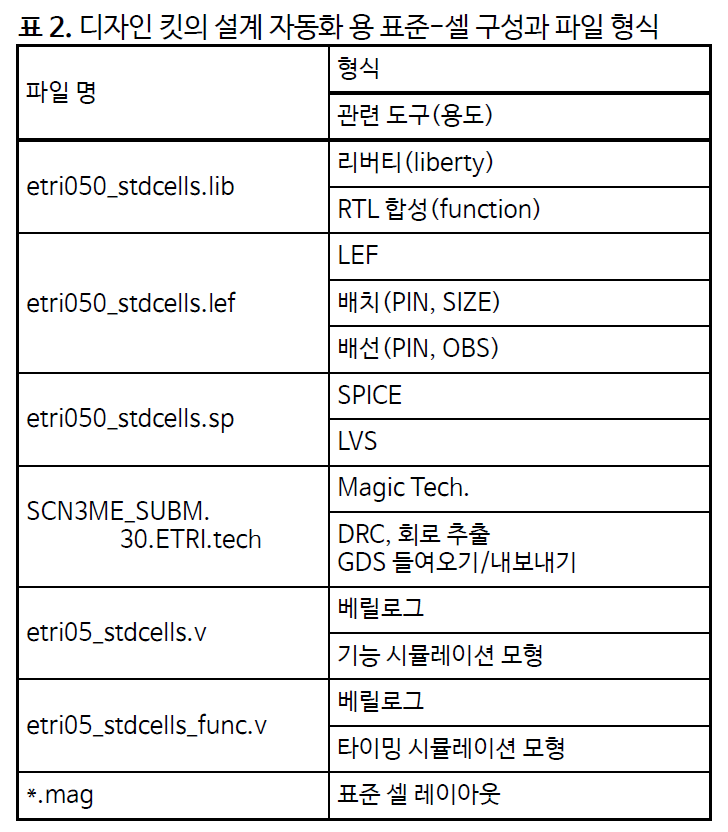 표 2. 디자인 킷의 설계 자동화 용 표준-셀 구성과 파일 형식
파일 명
형식
관련 도구(용도)
etri050_stdcells.lib
리버티(liberty)
RTL 합성(function)
etri050_stdcells.lef
LEF
배치(PIN, SIZE)
배선(PIN, OBS)
etri050_stdcells.sp
SPICE
LVS
SCN3ME_SUBM.
30.ETRI.tech
Magic Tech.
DRC, 회로 추출
GDS 들여오기/내보내기
etri05_stdcells.v
베릴로그
기능 시뮬레이션 모형
etri05_stdcells_func.v
베릴로그
타이밍 시뮬레이션 모형
*.mag
표준 셀 레이아웃